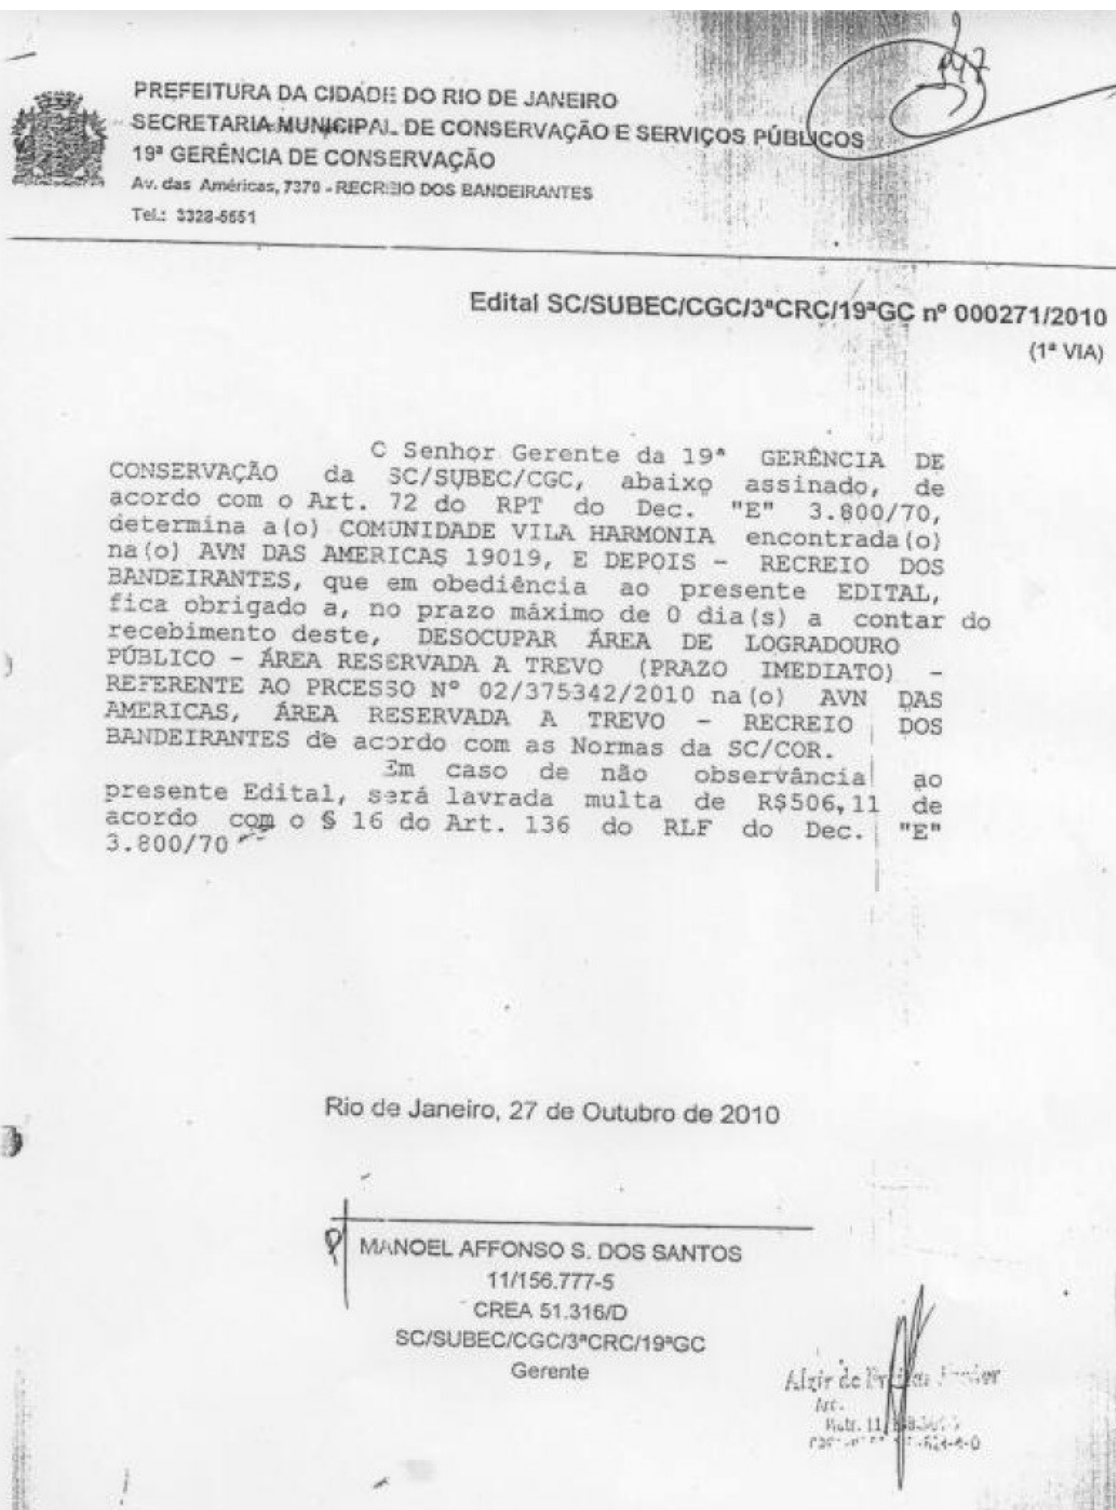 PREFEITURA DA CIDADE DO RIO DE JANEIRO
SECRETARIA MUNICIPAL DE CONSERVAÇÃO E SERVIÇOS PÚBLICOS
19ª GERÊNCIA DE CONSERVAÇÃO
Av. das Américas, 7370 - RECREIO DOS BANDEIRANTES
Tel.: 3328-5651
Edital SC/SUBEC/CGC/3ªCRC/19ªGC nº 000271/2010
(1ª VIA)
O Senhor Gerente da 19ª GERÊNCIA DE
CONSERVAÇÃO da SC/SUBEC/CGC, abaixo assinado, de
acordo com o Art. 72 do RPT do Dec. "E" 3.800/70,
determina a(o) COMUNIDADE VILA HARMONIA encontrada(o)
na(o) AVN DAS AMERICAS 19019, E DEPOIS - RECREIO DOS
BANDEIRANTES, que em obediência ao presente EDITAL,
fica obrigado a, no prazo máximo de 0 dia(s) a contar do
recebimento deste, DESOCUPAR ÁREA DE LOGRADOURO
PÚBLICO - ÁREA RESERVADA A TREVO (PRAZO IMEDIATO) -
REFERENTE AO PRCESSO Nº 02/375342/2010 na(o) AVN DAS
AMERICAS, ÁREA RESERVADA A TREVO - RECREIO DOS
BANDEIRANTES de acordo com as Normas da SC/COR.
Em caso de não observância ao
presente Edital, será lavrada multa de R$506,11 de
acordo com o § 16 do Art. 136 do RLF do Dec. "E"
3.800/70
Rio de Janeiro, 27 de Outubro de 2010
MANOEL AFFONSO S. DOS SANTOS
11/156.777-5
CREA 51.316/D
SC/SUBEC/CGC/3ªCRC/19ªGC
Gerente
Alzir de
Matr. 11